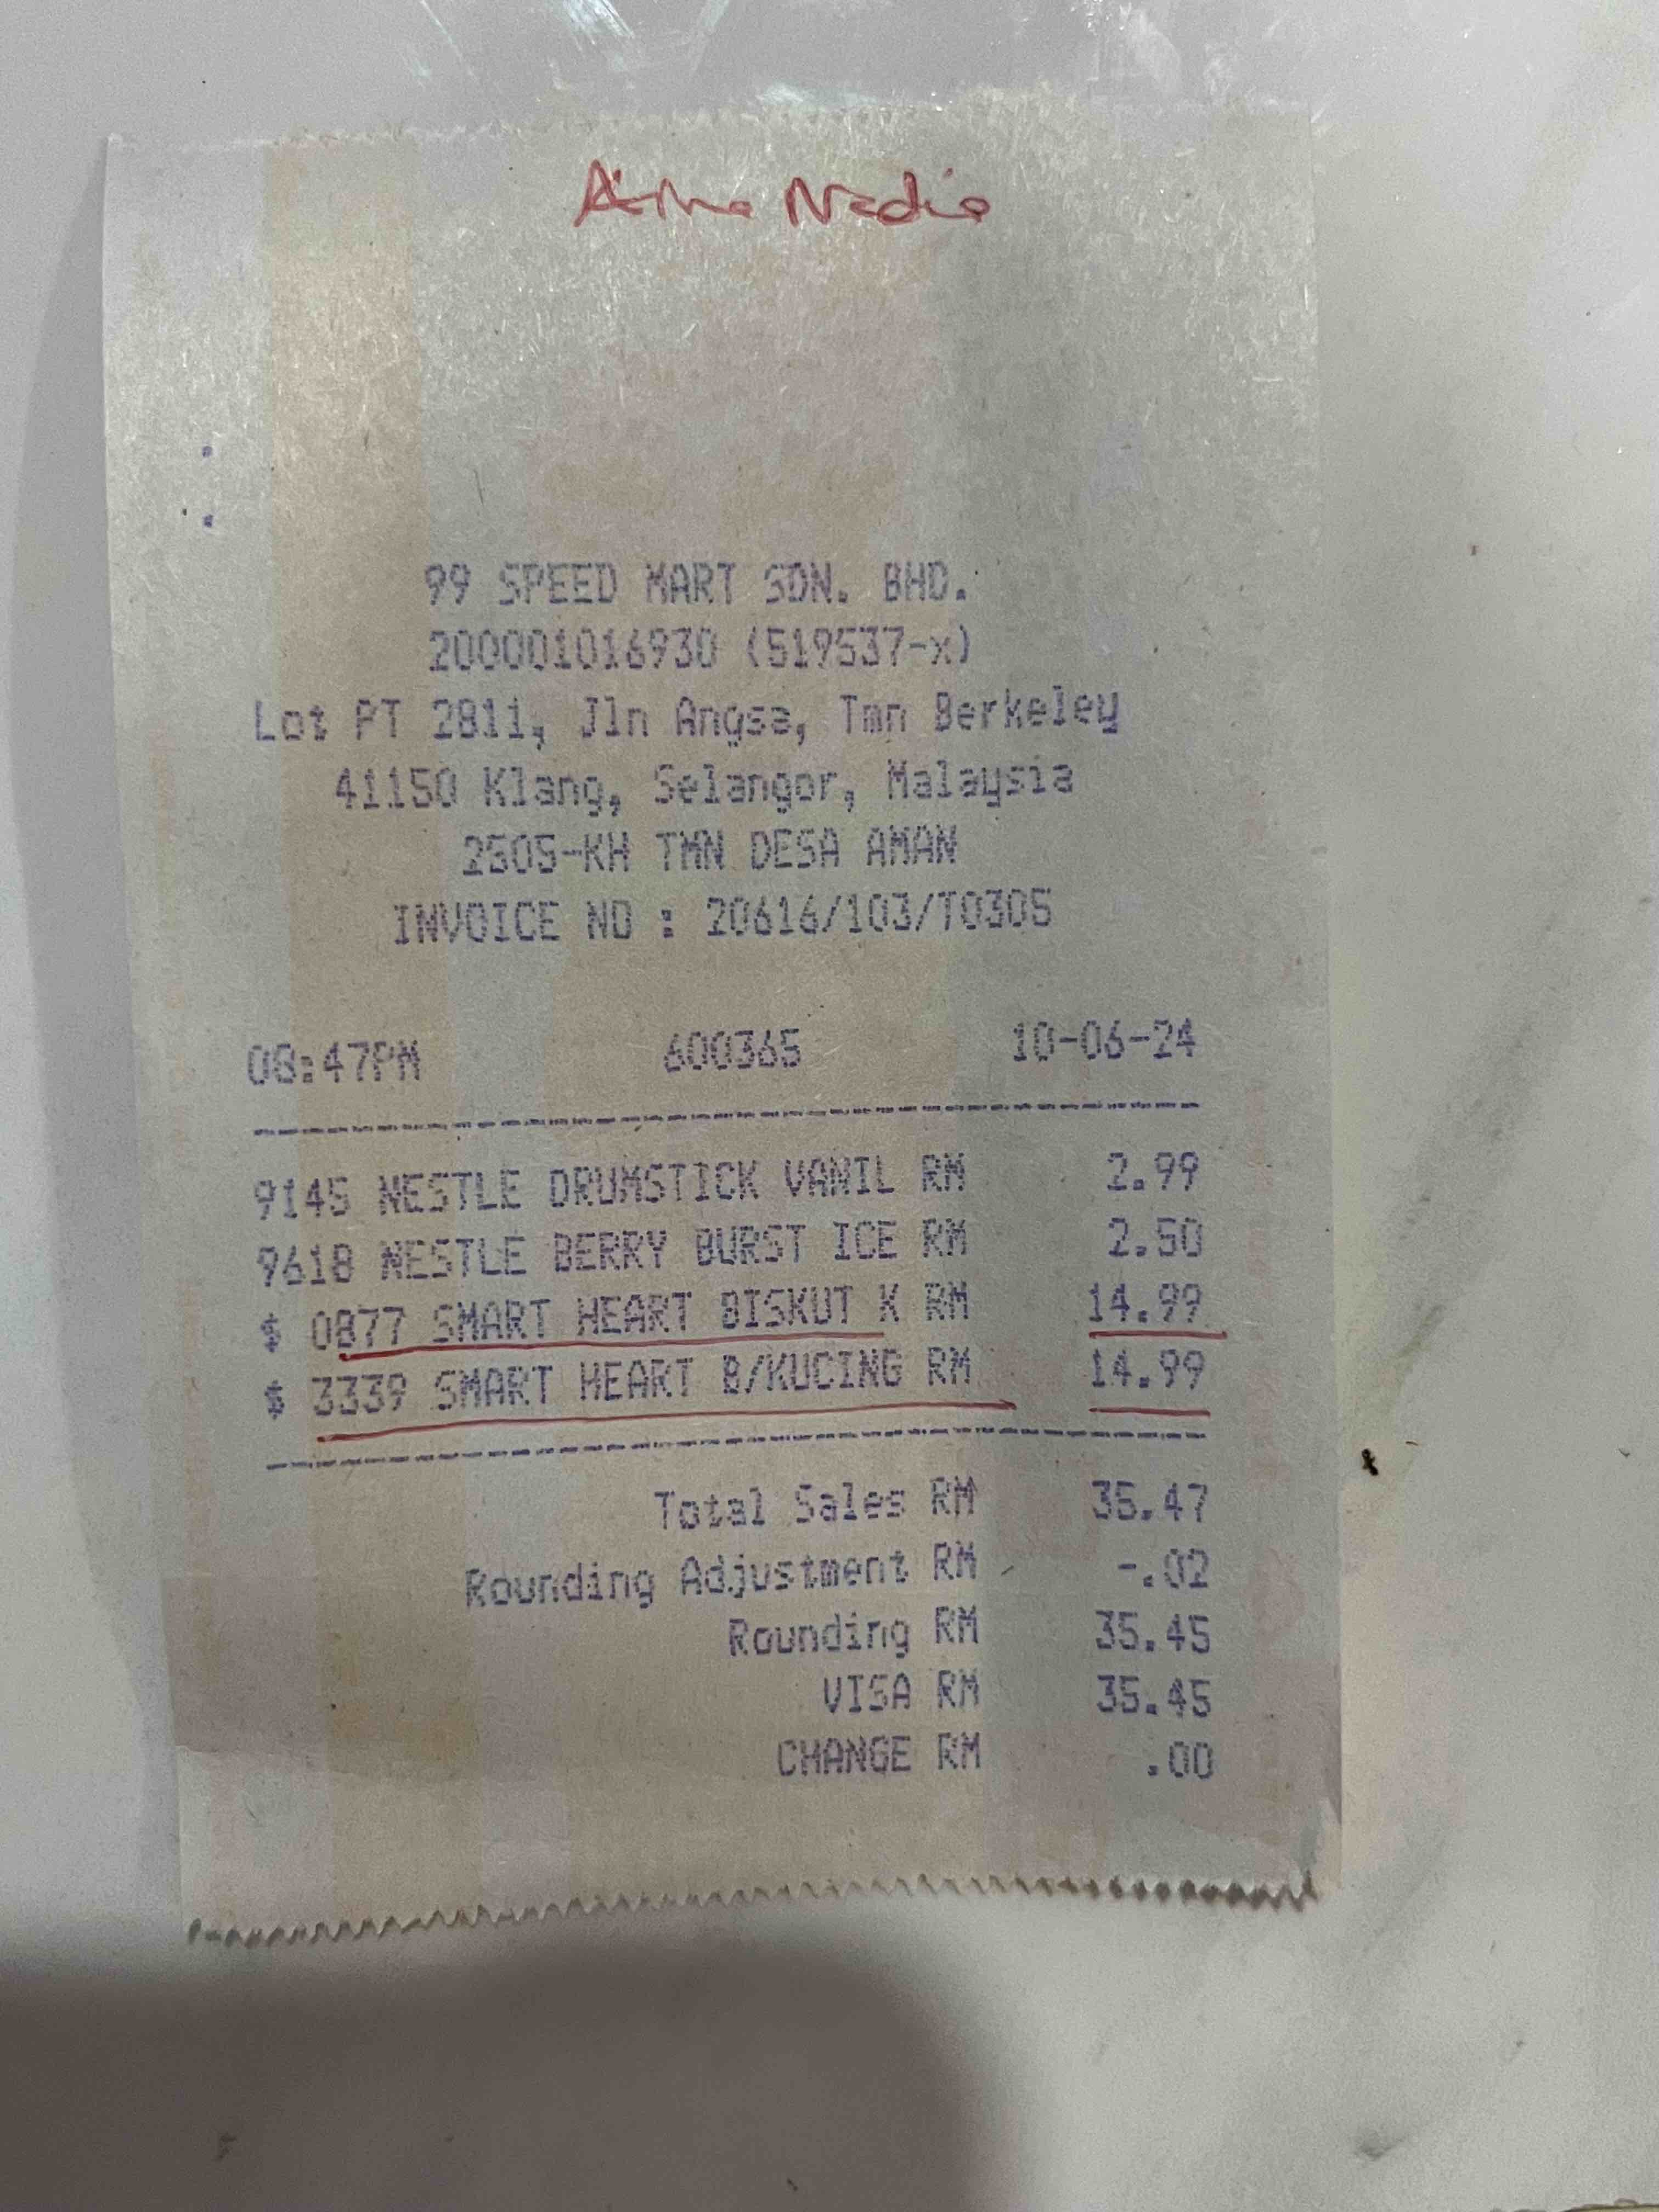 Nadia
99 SPEED MART SDN. BHD.
200001016930 (519537-x)
Lot PT 2811, Jln Angsa, Tmn Berkeley
41150 Klang, Selangor, Malaysia
2505-KH TMN DESA AMAN
INVOICE NO : 20616/103/T0305
08:47PM 600365 10-06-24
9145 NESTLE DRUMSTICK VANIL RM 2.99
9618 NESTLE BERRY BURST ICE RM 2.50
$ 0877 SMART HEART BISKUT K RM 14.99
$ 3339 SMART HEART B/KUCING RM 14.99
Total Sales RM 35.47
Rounding Adjustment RM -.02
Rounding RM 35.45
VISA RM 35.45
CHANGE RM .00